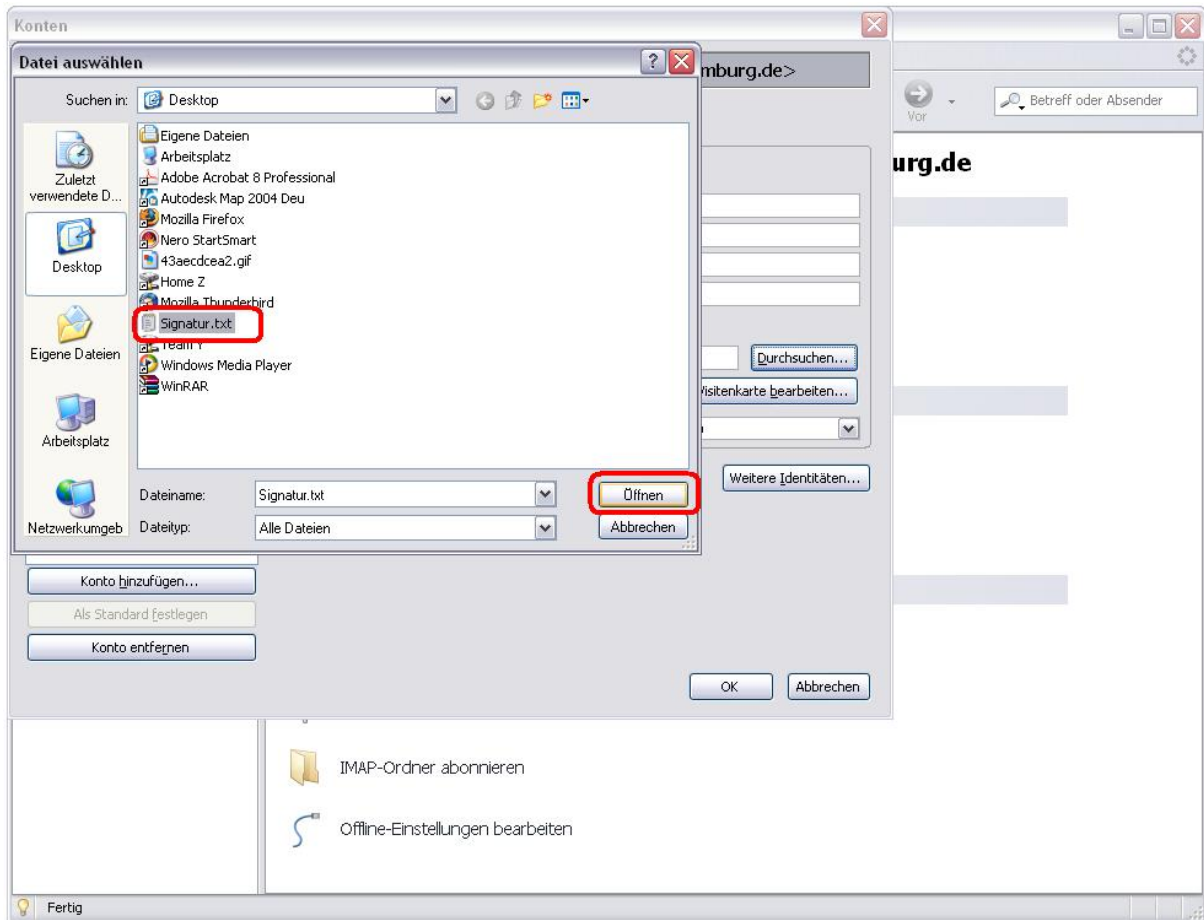 Konten
Datei auswählen
mburg.de>
Suchen in:
Desktop
Vor
Betreff oder Absender
urg.de
Zuletzt
verwendete D...
Desktop
Eigene Dateien
Arbeitsplatz
Netzwerkumgeb
Eigene Dateien
Arbeitsplatz
Adobe Acrobat 8 Professional
Autodesk Map 2004 Deu
Mozilla Firefox
Nero StartSmart
43aecdcea2.gif
Home Z
Mozilla Thunderbird
Signatur.txt
Team Y
Windows Media Player
WinRAR
Dateiname:
Signatur.txt
Öffnen
Dateityp:
Alle Dateien
Abbrechen
Durchsuchen...
Visitenkarte bearbeiten...
Weitere Identitäten...
Konto hinzufügen...
Als Standard festlegen
Konto entfernen
OK
Abbrechen
IMAP-Ordner abonnieren
Offline-Einstellungen bearbeiten
Fertig